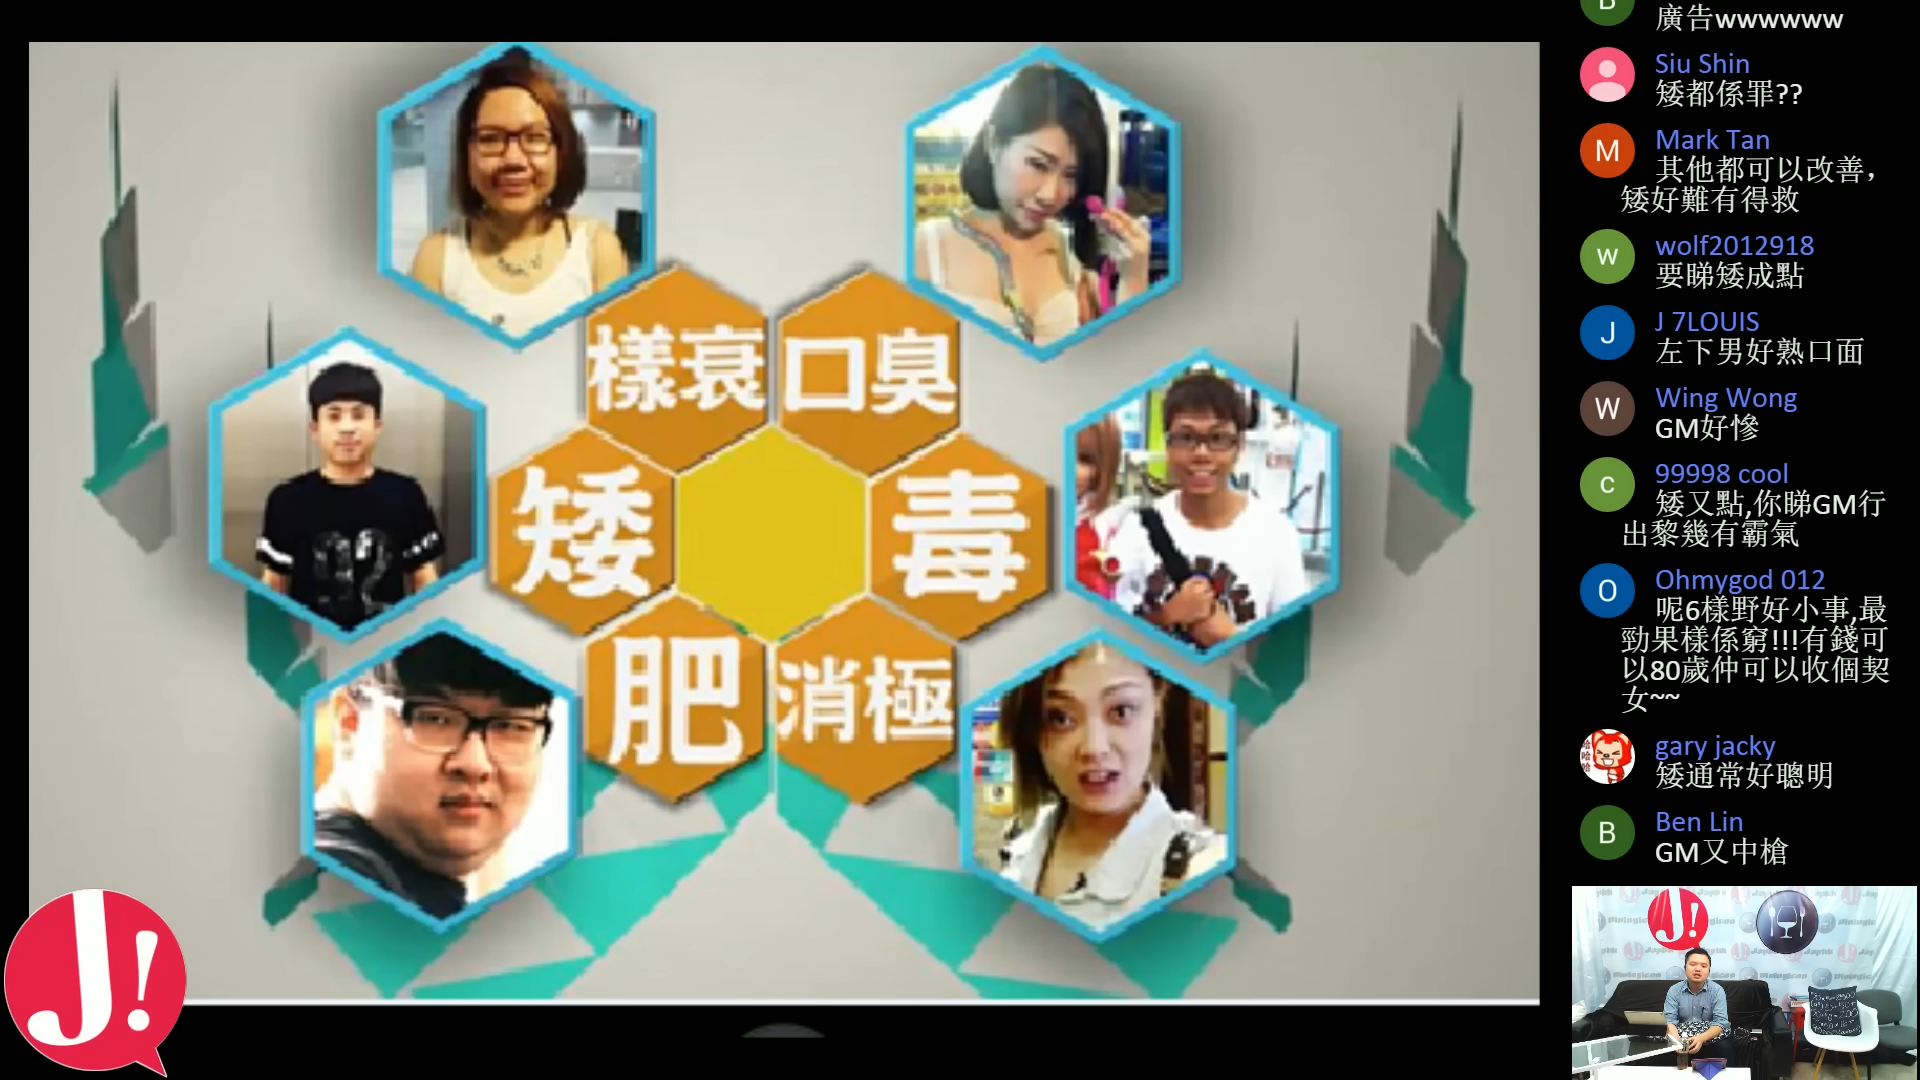 樣衰
口臭
矮
毒
肥
消極
J!
B
廣告wwwwww
Siu Shin
矮都係罪??
M
Mark Tan
其他都可以改善，
矮好難有得救
w
wolf2012918
要睇矮成點
J
J 7LOUIS
左下男好熟口面
W
Wing Wong
GM好慘
c
99998 cool
矮又點,你睇GM行
出黎幾有霸氣
O
Ohmygod 012
呢6樣野好小事,最
勁果樣係窮!!!有錢可
以80歲仲可以收個契
女~~
gary jacky
矮通常好聰明
B
Ben Lin
GM又中槍
J!